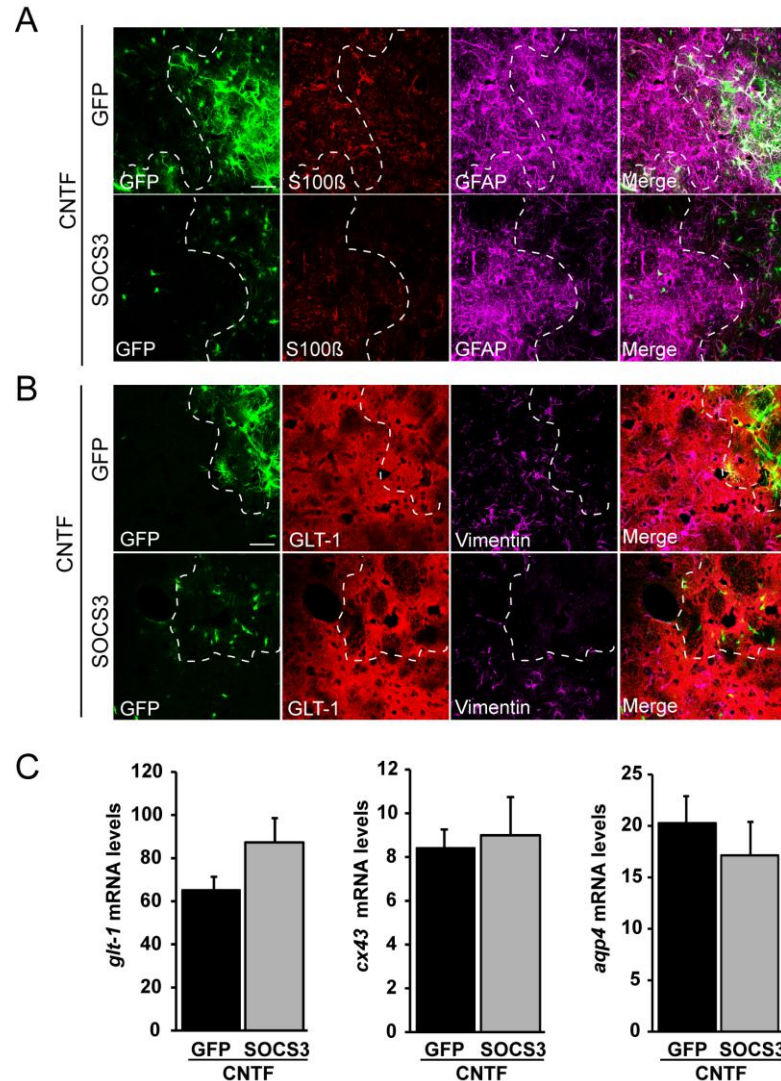 A
CNTF
GFP
GFP S100ß GFAP Merge
SOCS3
GFP S100ß GFAP Merge
B
CNTF
GFP
GFP GLT-1 Vimentin Merge
SOCS3
GFP GLT-1 Vimentin Merge
C
glt-1 mRNA levels
120
100
80
60
40
20
0
GFP SOCS3
CNTF
cx43 mRNA levels
12
10
8
6
4
2
0
GFP SOCS3
CNTF
aqp4 mRNA levels
25
20
15
10
5
0
GFP SOCS3
CNTF